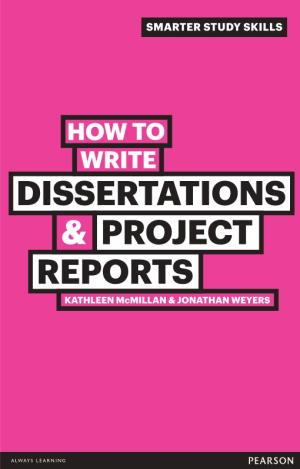 SMARTER STUDY SKILLS
HOW TO
WRITE
DISSERTATIONS
& PROJECT
REPORTS
KATHLEEN McMILLAN & JONATHAN WEYERS
ALWAYS LEARNING
PEARSON